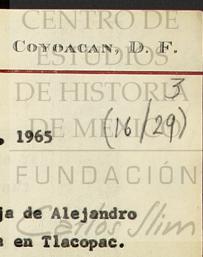 CENTRO DE
ESTUDIOS
COYOACAN, D. F.
DE HISTORIA
3
DE MEXICO
. 1965 (16/29)
FUNDACIÓN
ja de Alejandro
Carlos Slim
en Tlacopac.